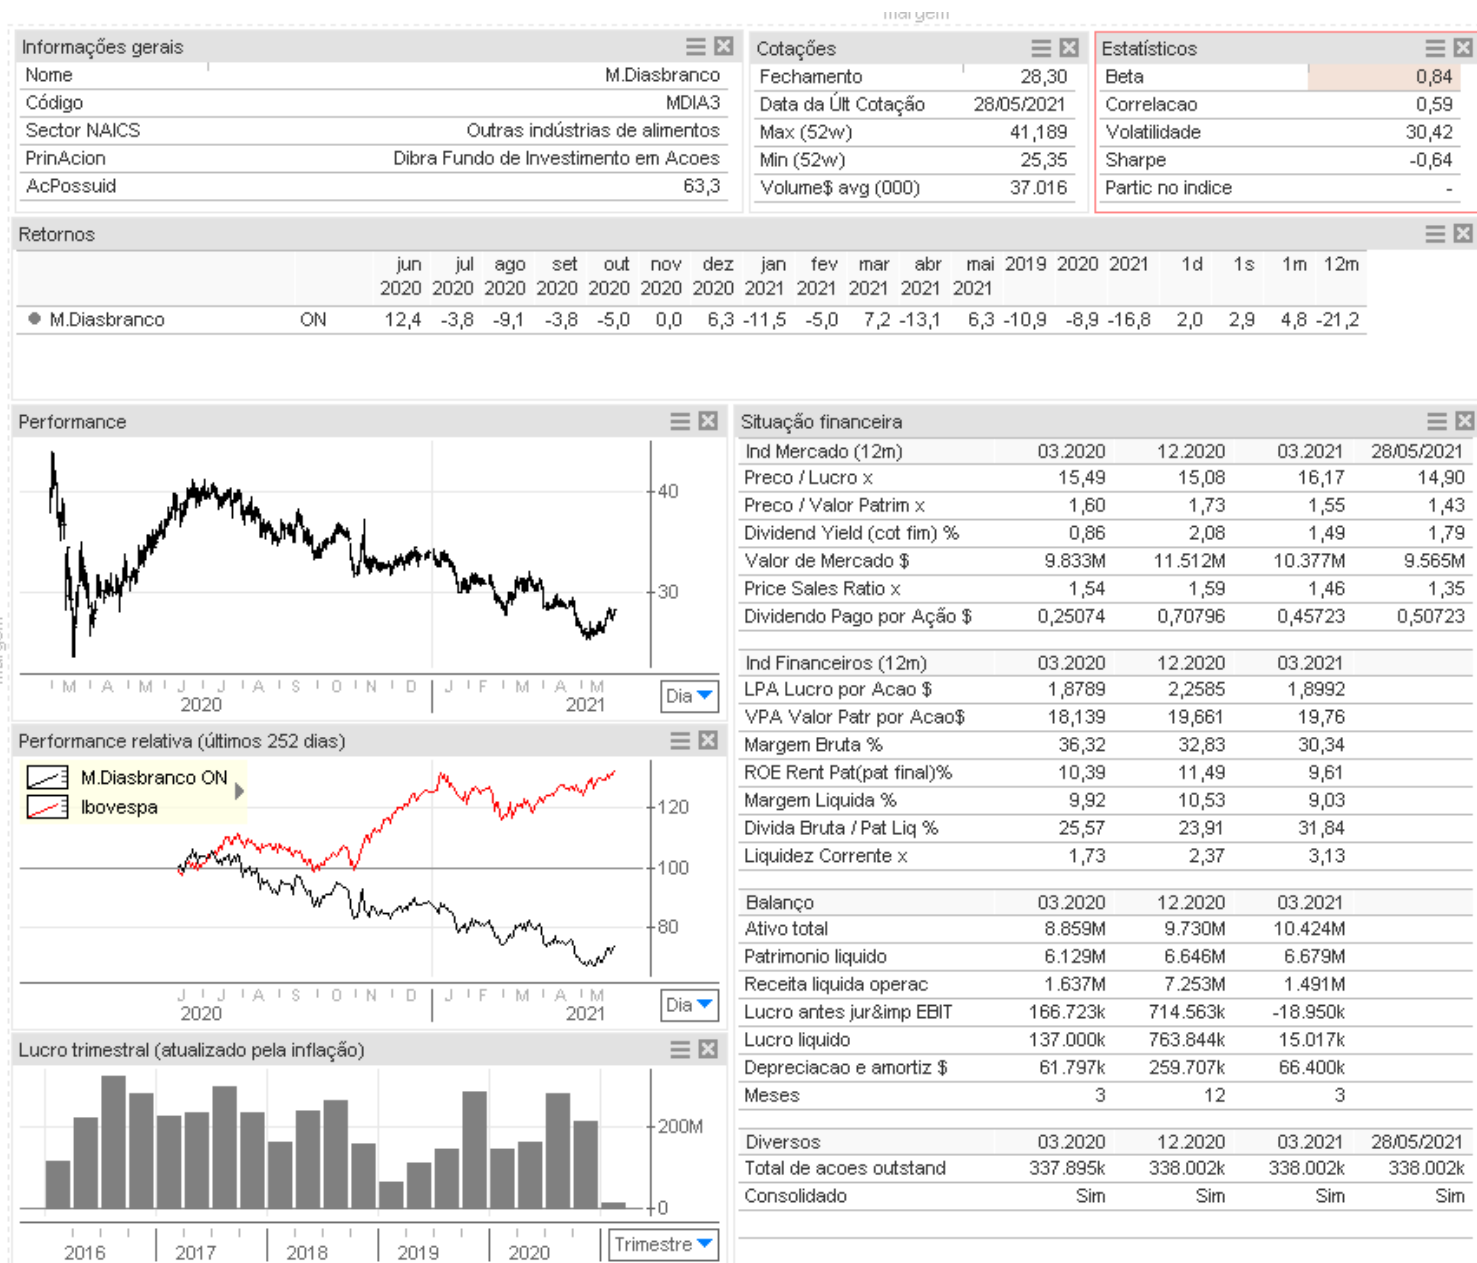 margem
Informações gerais
Nome M.Diasbranco
Código MDIA3
Sector NAICS Outras indústrias de alimentos
PrinAcion Dibra Fundo de Investimento em Acoes
AcPossuid 63,3
Cotações
Fechamento 28,30
Data da Últ Cotação 28/05/2021
Max (52w) 41,189
Min (52w) 25,35
Volume$ avg (000) 37.016
Estatísticos
Beta 0,84
Correlacao 0,59
Volatilidade 30,42
Sharpe -0,64
Partic no indice -
Retornos
jun jul ago set out nov dez jan fev mar abr mai 2019 2020 2021 1d 1s 1m 12m
2020 2020 2020 2020 2020 2020 2020 2021 2021 2021 2021 2021
M.Diasbranco ON 12,4 -3,8 -9,1 -3,8 -5,0 0,0 6,3 -11,5 -5,0 7,2 -13,1 6,3 -10,9 -8,9 -16,8 2,0 2,9 4,8 -21,2
Performance
40
30
M A M J J A S O N D J F M A M
2020 2021
Dia
margem
Performance relativa (últimos 252 dias)
M.Diasbranco ON
Ibovespa
120
100
80
J J A S O N D J F M A M
2020 2021
Dia
Lucro trimestral (atualizado pela inflação)
200M
0
2016 2017 2018 2019 2020
Trimestre
Situação financeira
Ind Mercado (12m) 03.2020 12.2020 03.2021 28/05/2021
Preco / Lucro x 15,49 15,08 16,17 14,90
Preco / Valor Patrim x 1,60 1,73 1,55 1,43
Dividend Yield (cot fim) % 0,86 2,08 1,49 1,79
Valor de Mercado $ 9.833M 11.512M 10.377M 9.565M
Price Sales Ratio x 1,54 1,59 1,46 1,35
Dividendo Pago por Ação $ 0,25074 0,70796 0,45723 0,50723
Ind Financeiros (12m) 03.2020 12.2020 03.2021
LPA Lucro por Acao $ 1,8789 2,2585 1,8992
VPA Valor Patr por Acao$ 18,139 19,661 19,76
Margem Bruta % 36,32 32,83 30,34
ROE Rent Pat(pat final)% 10,39 11,49 9,61
Margem Liquida % 9,92 10,53 9,03
Divida Bruta / Pat Liq % 25,57 23,91 31,84
Liquidez Corrente x 1,73 2,37 3,13
Balanço 03.2020 12.2020 03.2021
Ativo total 8.859M 9.730M 10.424M
Patrimonio liquido 6.129M 6.646M 6.679M
Receita liquida operac 1.637M 7.253M 1.491M
Lucro antes jur&imp EBIT 166.723k 714.563k -18.950k
Lucro liquido 137.000k 763.844k 15.017k
Depreciacao e amortiz $ 61.797k 259.707k 66.400k
Meses 3 12 3
Diversos 03.2020 12.2020 03.2021 28/05/2021
Total de acoes outstand 337.895k 338.002k 338.002k 338.002k
Consolidado Sim Sim Sim Sim